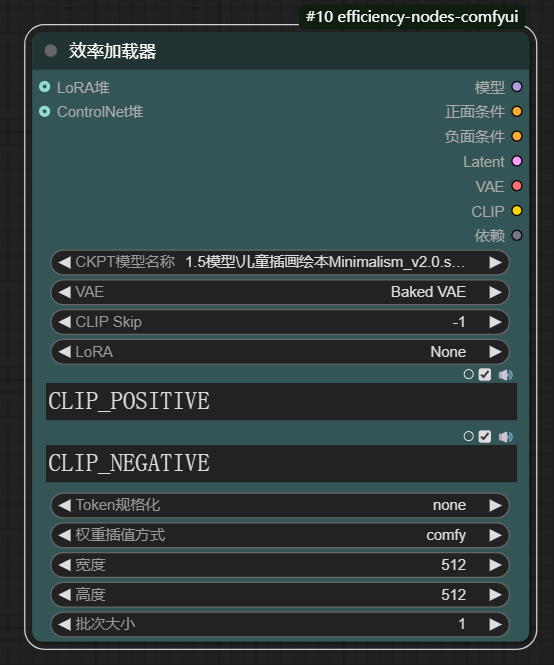 #10 efficiency-nodes-comfyui
效率加载器
LoRA堆 模型
ControlNet堆 正面条件
负面条件
Latent
VAE
CLIP
依赖
CKPT模型名称 1.5模型\儿童插画绘本Minimalism_v2.0.s...
VAE Baked VAE
CLIP Skip -1
LoRA None
CLIP_POSITIVE
CLIP_NEGATIVE
Token规格化 none
权重插值方式 comfy
宽度 512
高度 512
批次大小 1